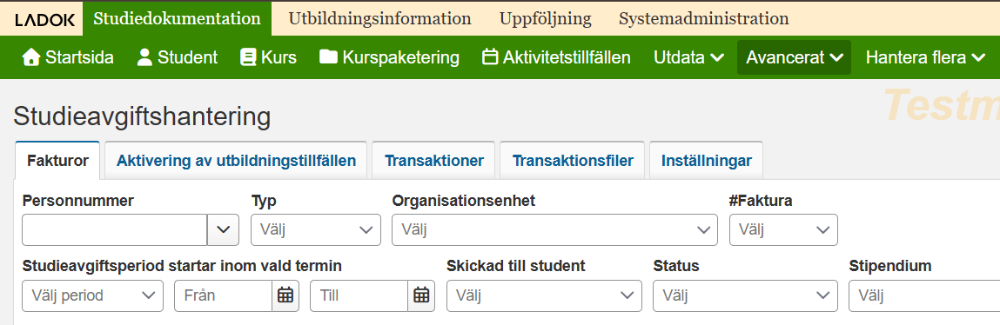 LADOK Studiedokumentation Utbildningsinformation Uppföljning Systemadministration
Startsida Student Kurs Kurspaketering Aktivitetstillfällen Utdata Avancerat Hantera flera
Studieavgiftshantering
Fakturor Aktivering av utbildningstillfällen Transaktioner Transaktionsfiler Inställningar
Personnummer Typ Organisationsenhet #Faktura
Välj Välj Välj
Studieavgiftsperiod startar inom vald termin Skickad till student Status Stipendium
Välj period Från Till Välj Välj Välj